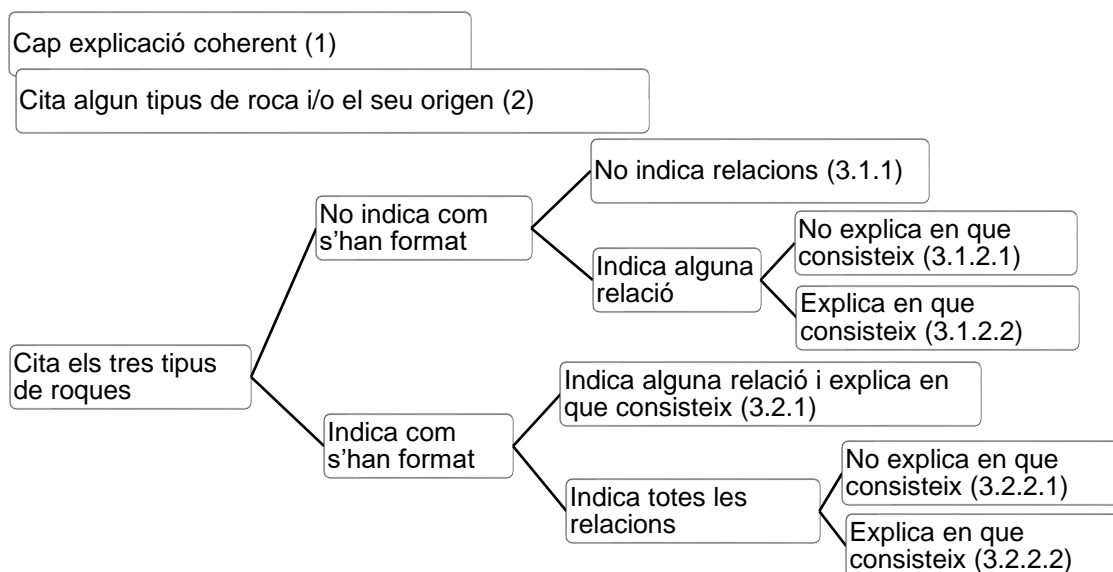 Cap explicació coherent (1)
Cita algun tipus de roca i/o el seu origen (2)
No indica relacions (3.1.1)
No indica com
s'han format
No explica en que
consisteix (3.1.2.1)
Indica alguna
relació
Explica en que
consisteix (3.1.2.2)
Cita els tres tipus
de roques
Indica alguna relació i explica en
que consisteix (3.2.1)
Indica com
s'han format
No explica en que
consisteix (3.2.2.1)
Indica totes les
relacions
Explica en que
consisteix (3.2.2.2)